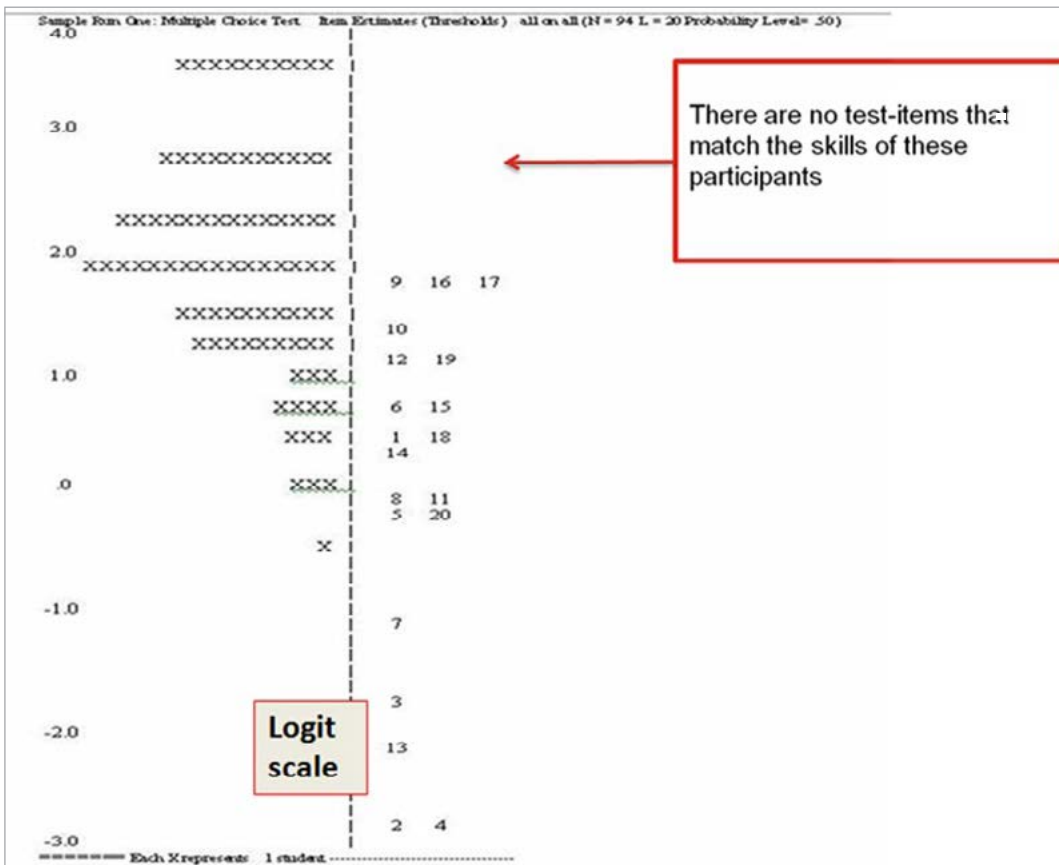 Sample Run One: Multiple Choice Test Item Estimates (Thresholds) all on all (N = 94 L = 20 Probability Level= .50)
4.0
XXXXXXXXXX
There are no test-items that
match the skills of these
participants
3.0
XXXXXXXXXXX
XXXXXXXXXXXXXX
2.0
XXXXXXXXXXXXXXXX
9 16 17
XXXXXXXXXX
10
XXXXXXXXX
12 19
1.0 XXX
XXXX 6 15
XXX 1 18
14
.0 XXX
8 11
5 20
X
-1.0
7
3
Logit
scale
-2.0
13
2 4
-3.0
Each X represents 1 student